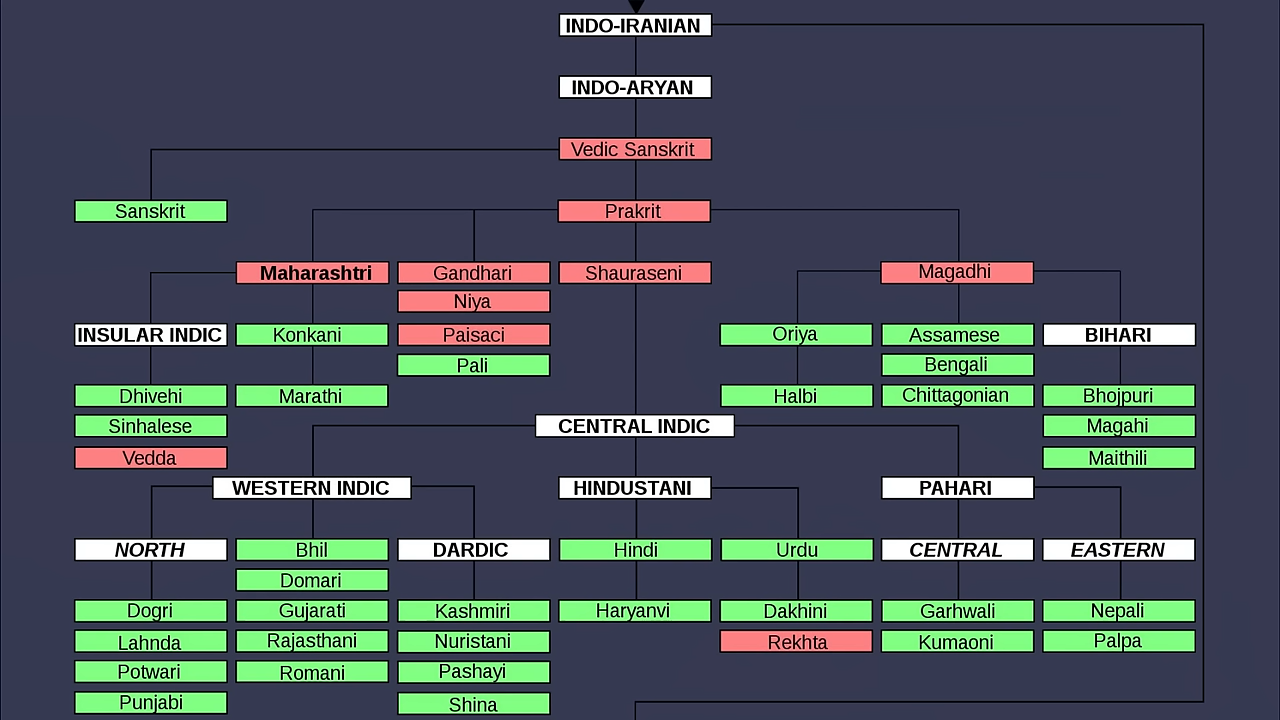 INDO-IRANIAN
INDO-ARYAN
Vedic Sanskrit
Sanskrit
Prakrit
Maharashtri
Gandhari
Shauraseni
Magadhi
Niya
INSULAR INDIC
Konkani
Paisaci
Oriya
Assamese
BIHARI
Pali
Bengali
Dhivehi
Marathi
Halbi
Chittagonian
Bhojpuri
Sinhalese
CENTRAL INDIC
Magahi
Vedda
Maithili
WESTERN INDIC
HINDUSTANI
PAHARI
NORTH
Bhil
DARDIC
Hindi
Urdu
CENTRAL
EASTERN
Domari
Dogri
Gujarati
Kashmiri
Haryanvi
Dakhini
Garhwali
Nepali
Lahnda
Rajasthani
Nuristani
Rekhta
Kumaoni
Palpa
Potwari
Romani
Pashayi
Punjabi
Shina